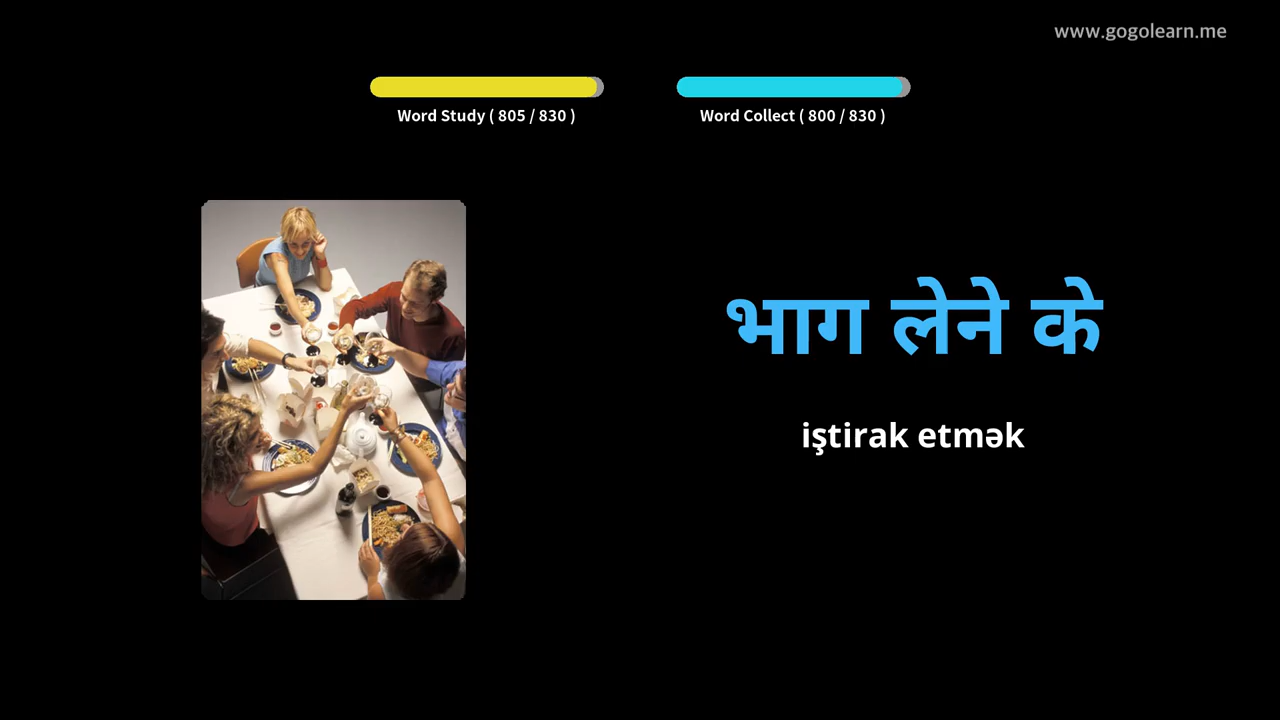 www.gogolearn.me
Word Study ( 805 / 830 )
Word Collect ( 800 / 830 )
भाग लेने के
iştirak etmək